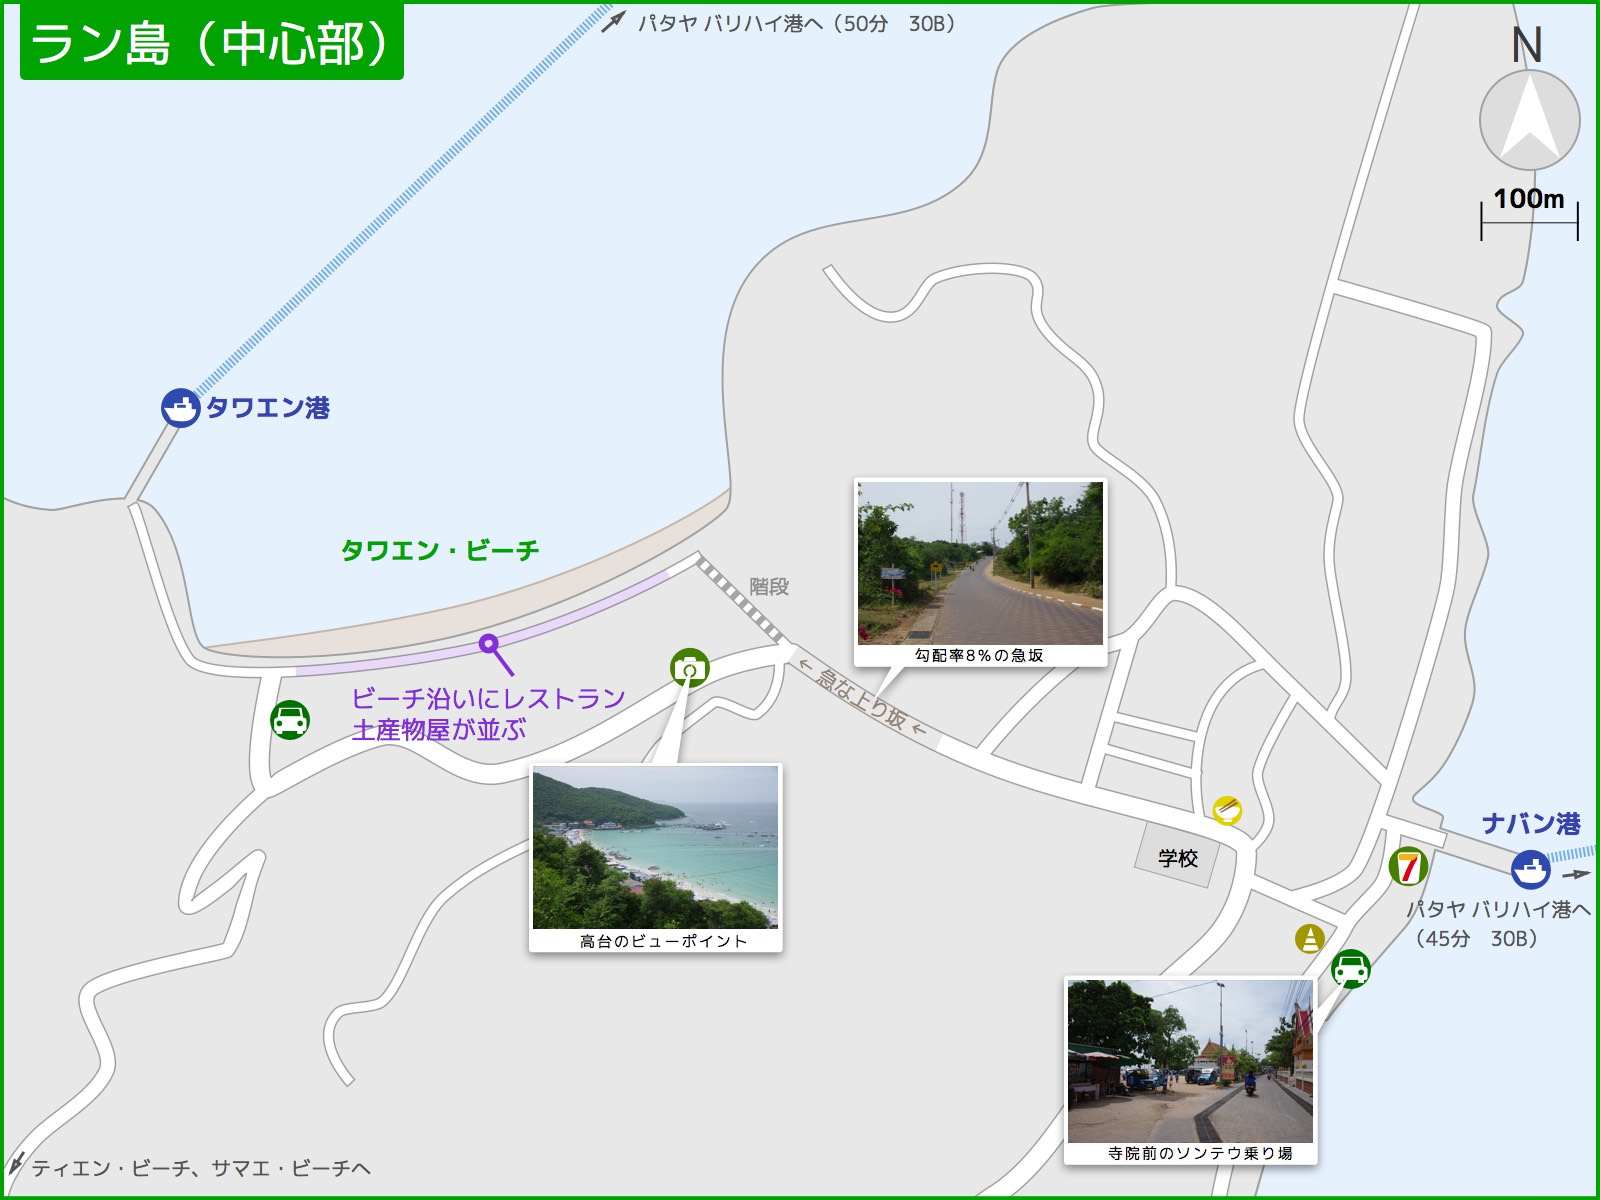 ラン島（中心部）
パタヤ バリハイ港へ（50分　30B）
N
100m
タワエン港
タワエン・ビーチ
階段
勾配率8%の急坂
← 急な上り坂 ←
ビーチ沿いにレストラン
土産物屋が並ぶ
高台のビューポイント
学校
ナバン港
7
パタヤ バリハイ港へ
（45分　30B）
寺院前のソンテウ乗り場
ティエン・ビーチ、サマエ・ビーチへ